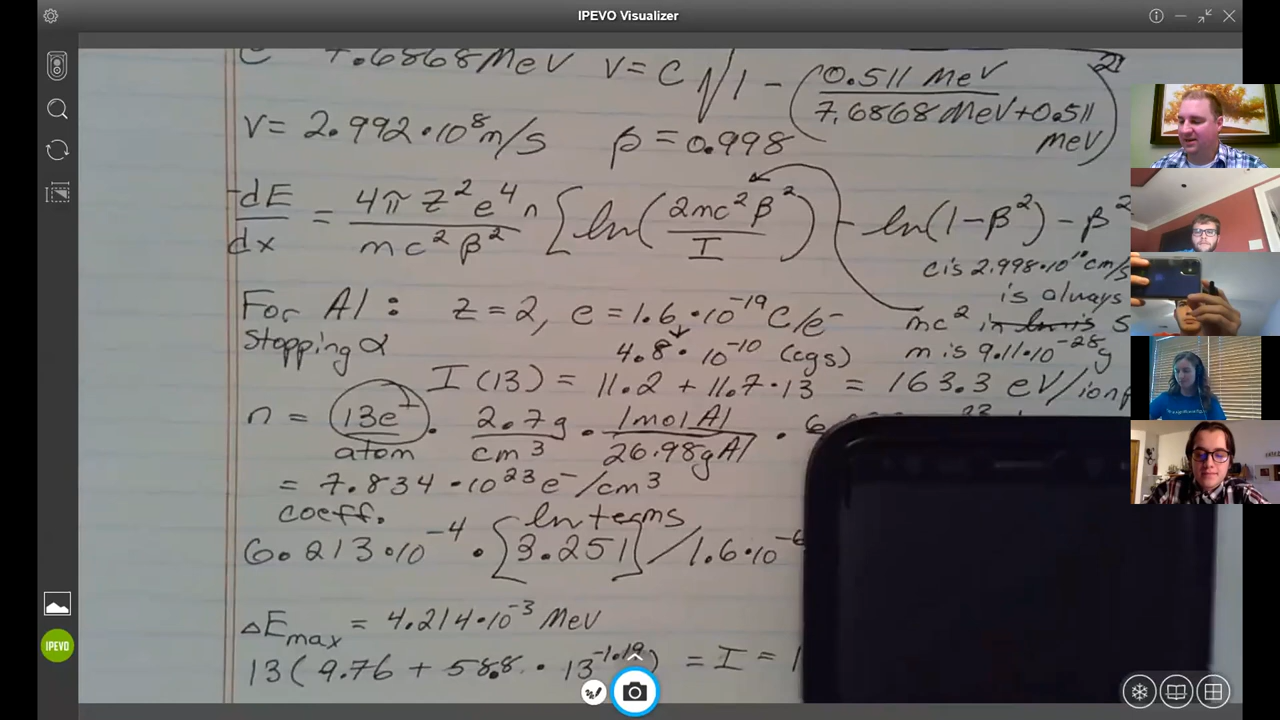 IPEVO Visualizer
7.6868 MeV v = c √1 - (0.511 MeV / 7.6868 MeV + 0.511 MeV)²
v = 2.992 · 10⁸ m/s β = 0.998
-dE/dx = 4π z² e⁴ n / mc² β² [ln(2mc² β² / I) - ln(1-β²) - β²
c is 2.998 · 10¹⁰ cm/s
is always
For Al : z = 2, e = 1.6 · 10⁻¹⁹ C/e⁻ mc²
Stopping α 4.8 · 10⁻¹⁰ (cgs) m is 9.11 · 10⁻²⁸ g
I (13) = 11.2 + 11.7 · 13 = 163.3 eV/
n = 13e⁻/atom · 2.7g/cm³ · 1 mol Al/26.98 g Al · 6
= 7.834 · 10²³ e⁻/cm³
coeff. ln terms
6.213 · 10⁻⁴ · [3.251] / 1.6 · 10⁻⁶
ΔEmax = 4.214 · 10⁻³ MeV
13 (9.76 + 58.8 · 13⁻¹·¹⁹) = I = 1
IPEVO